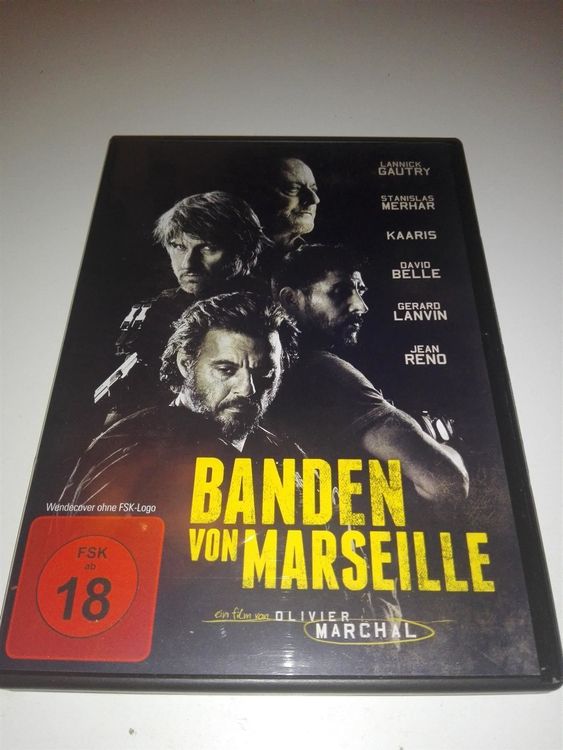 LANNICK
GAUTRY
STANISLAS
MERHAR
KAARIS
DAVID
BELLE
GERARD
LANVIN
JEAN
RENO
BANDEN
VON MARSEILLE
Wendecover ohne FSK-Logo
FSK
ab
18
ein film von OLIVIER
MARCHAL